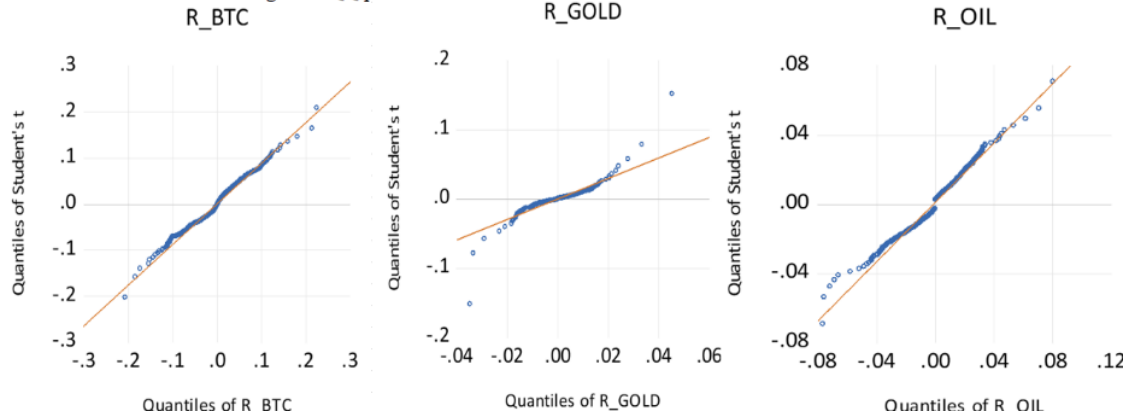 R_BTC
.3
.2
.1
.0
-.1
-.2
-.3
-.3 -.2 -.1 .0 .1 .2 .3
Quantiles of Student's t
Quantiles of R_BTC
R_GOLD
.2
.1
.0
-.1
-.2
-.04 -.02 .00 .02 .04 .06
Quantiles of Student's t
Quantiles of R_GOLD
R_OIL
.08
.04
.00
-.04
-.08
-.08 -.04 .00 .04 .08 .12
Quantiles of Student's t
Quantiles of R_OIL